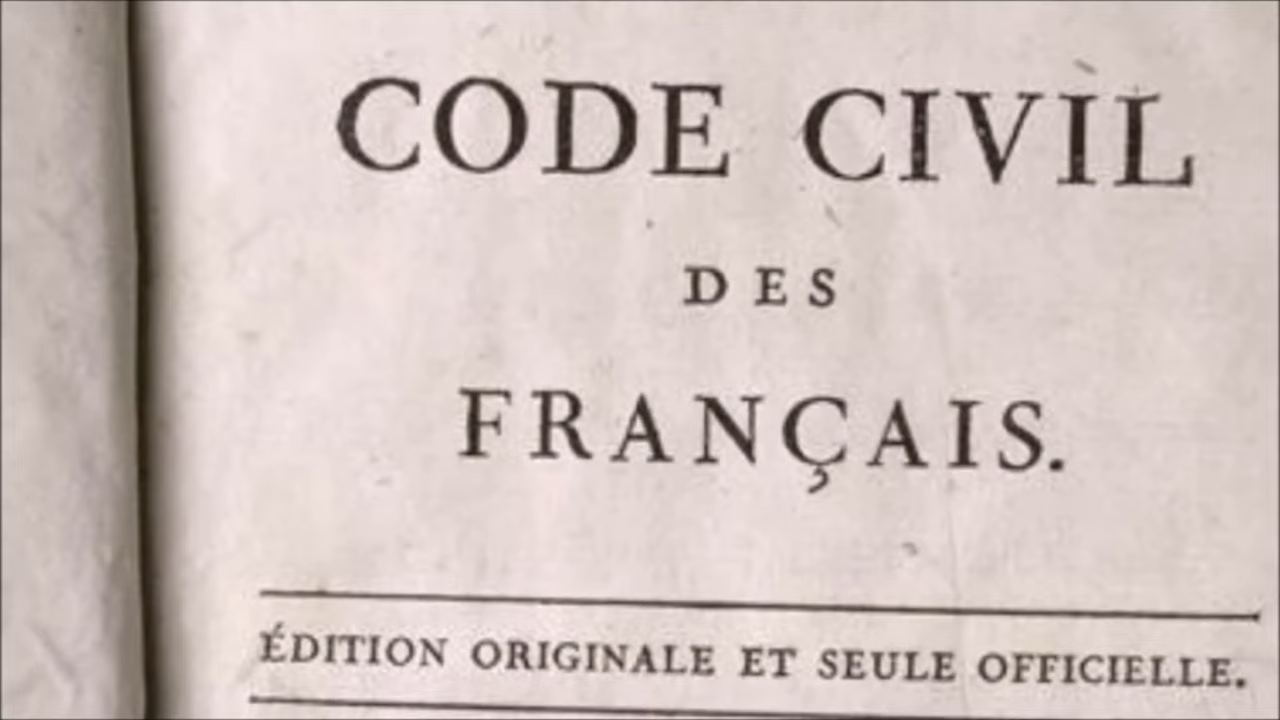 CODE CIVIL
DES
FRANÇAIS.
ÉDITION ORIGINALE ET SEULE OFFICIELLE.